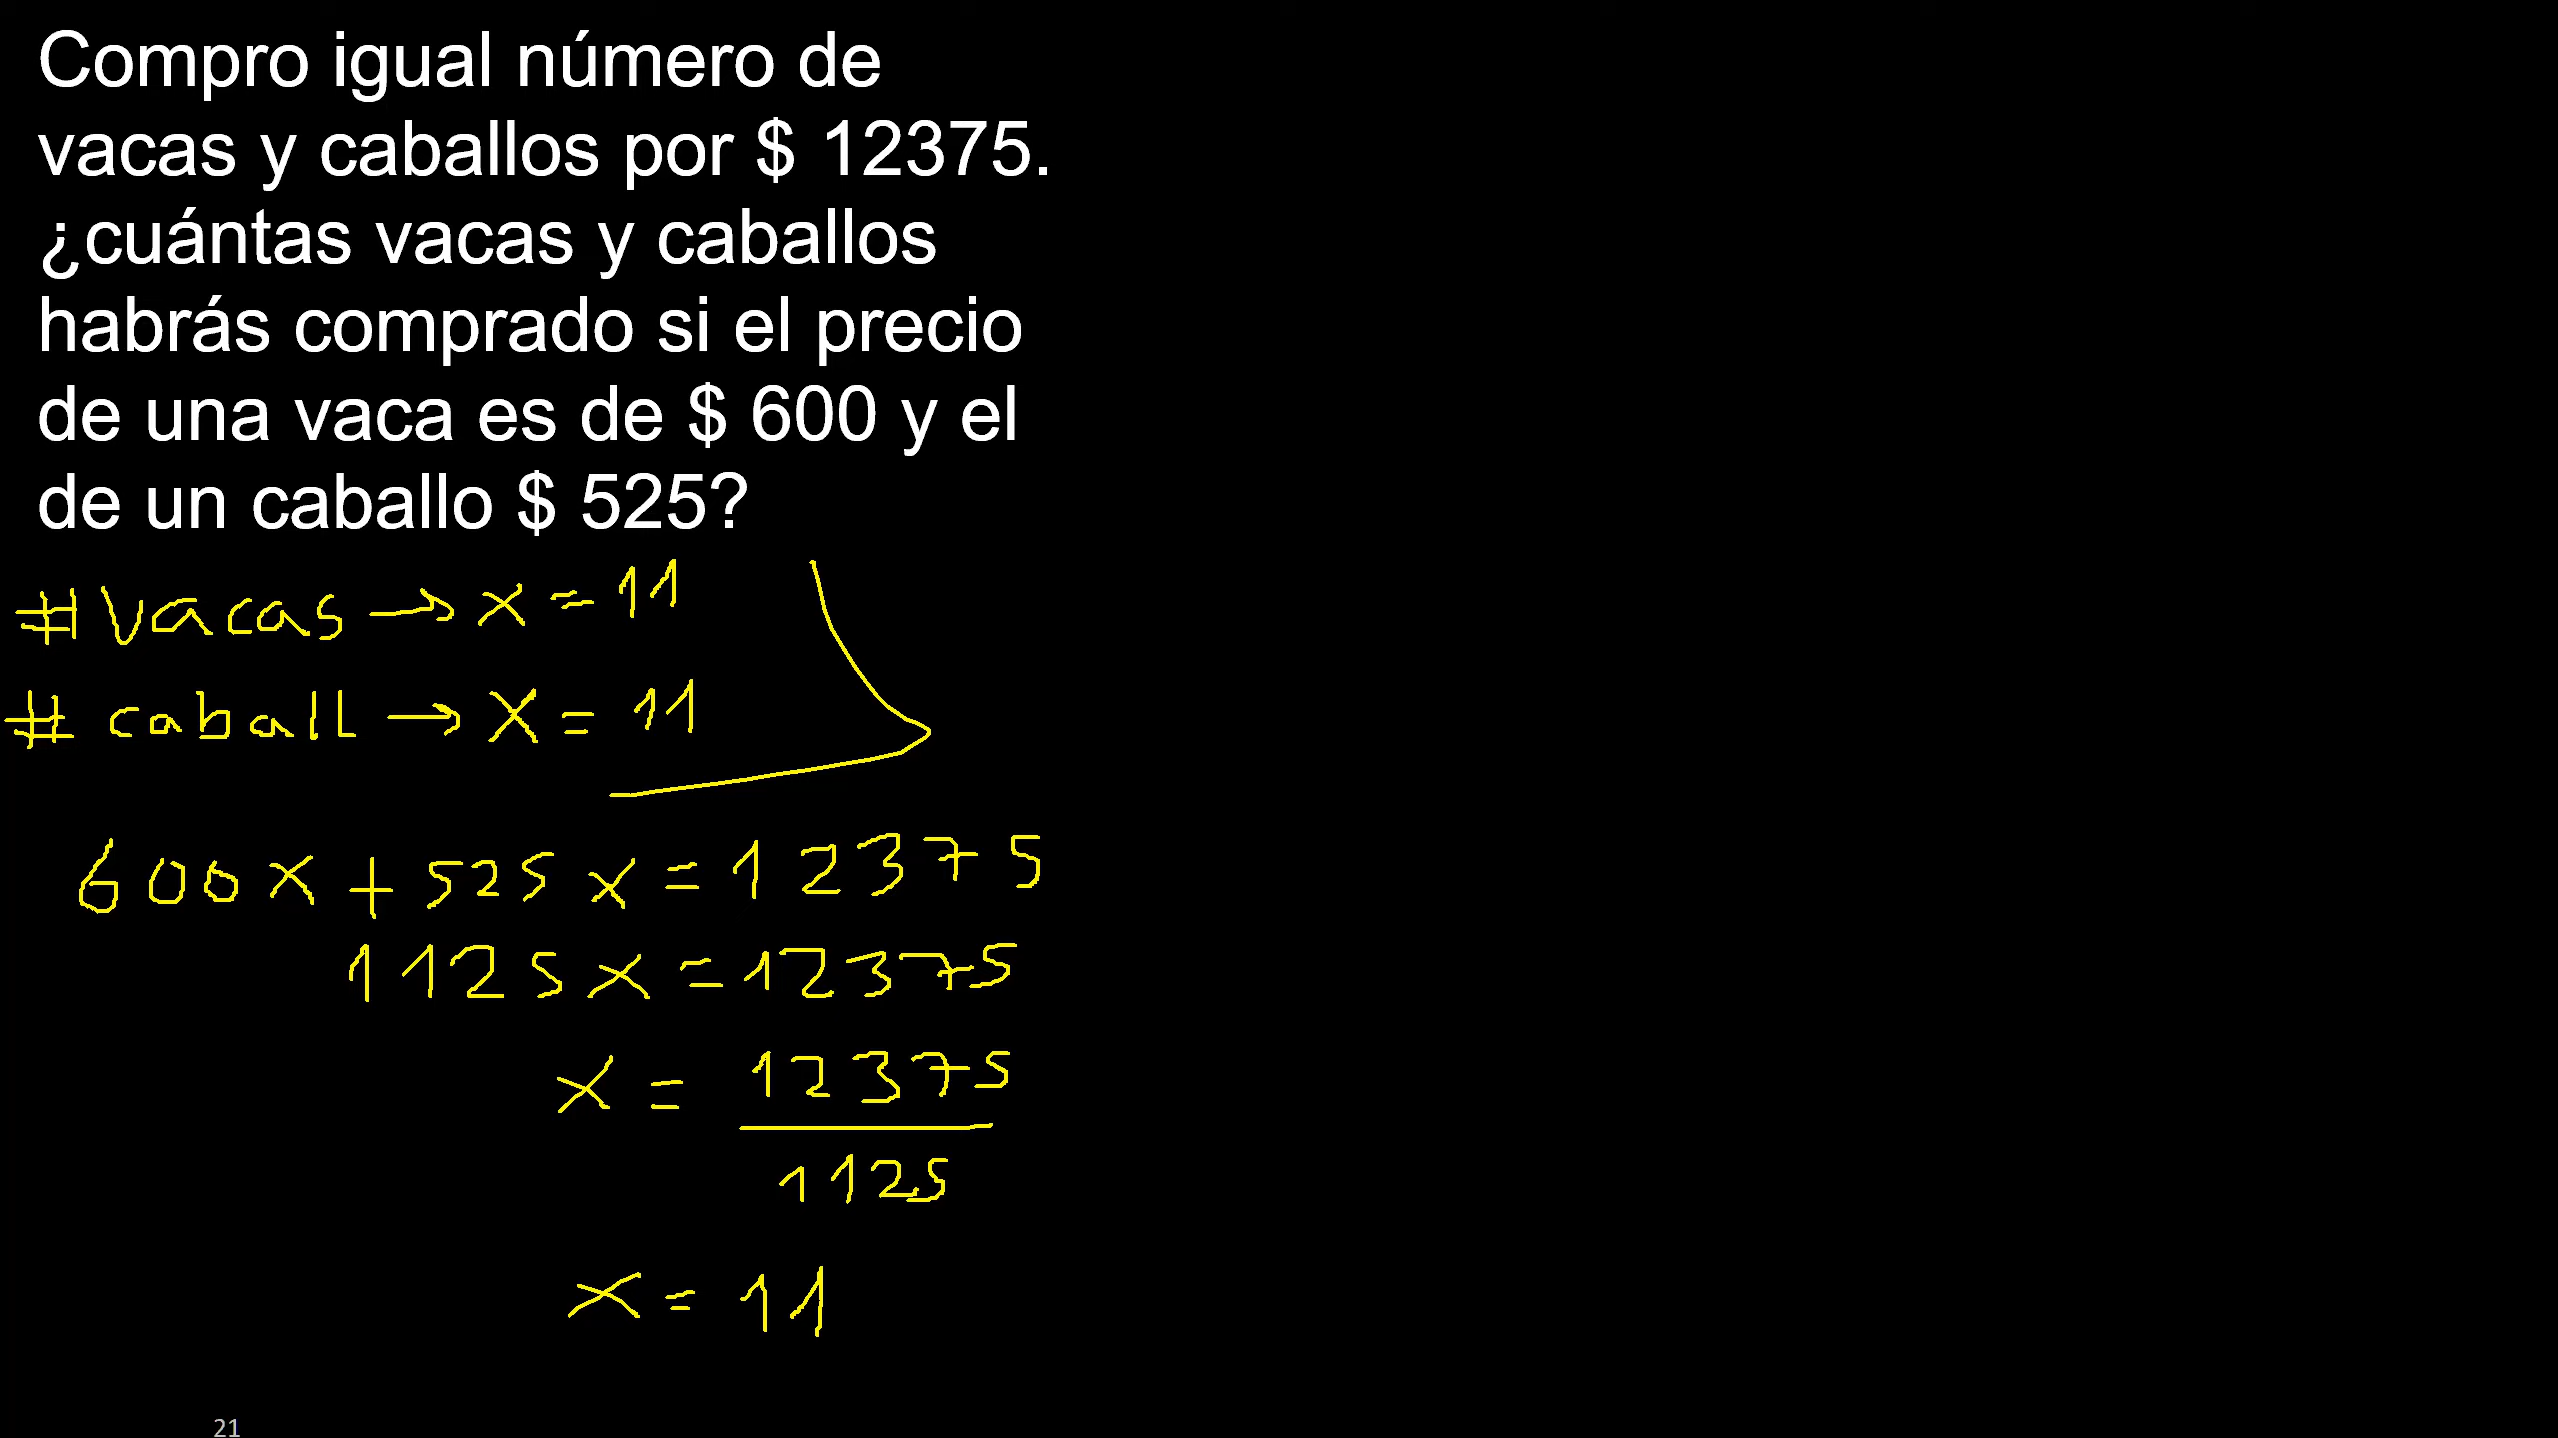 Compro igual número de
vacas y caballos por $ 12375.
¿cuántas vacas y caballos
habrás comprado si el precio
de una vaca es de $ 600 y el
de un caballo $ 525?
# vacas → x = 11
# caball → x = 11
600x + 525x = 12375
1125x = 12375
x = 12375
1125
x = 11
21